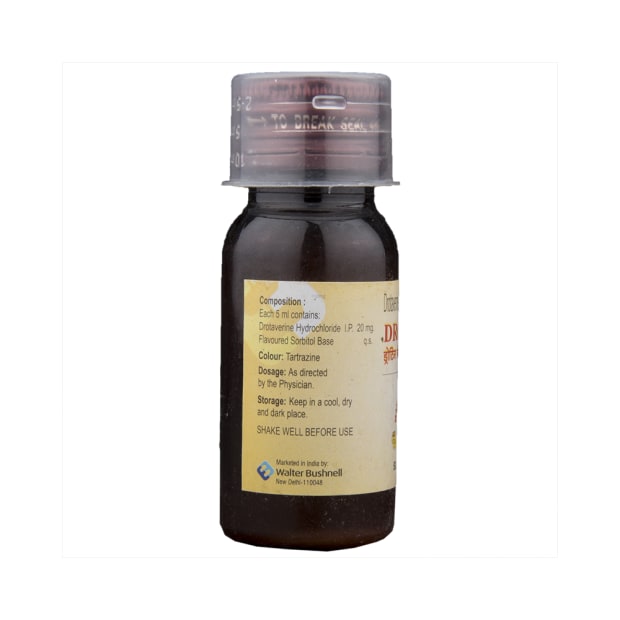 TO BREAK SEAL
Composition :
Each 5 ml contains:
Drotaverine Hydrochloride I.P. 20 mg
Flavoured Sorbitol Base q.s.
Colour: Tartrazine
Dosage: As directed
by the Physician.
Storage: Keep in a cool, dry
and dark place.
SHAKE WELL BEFORE USE
Marketed in India by:
Walter Bushnell
New Delhi-110048